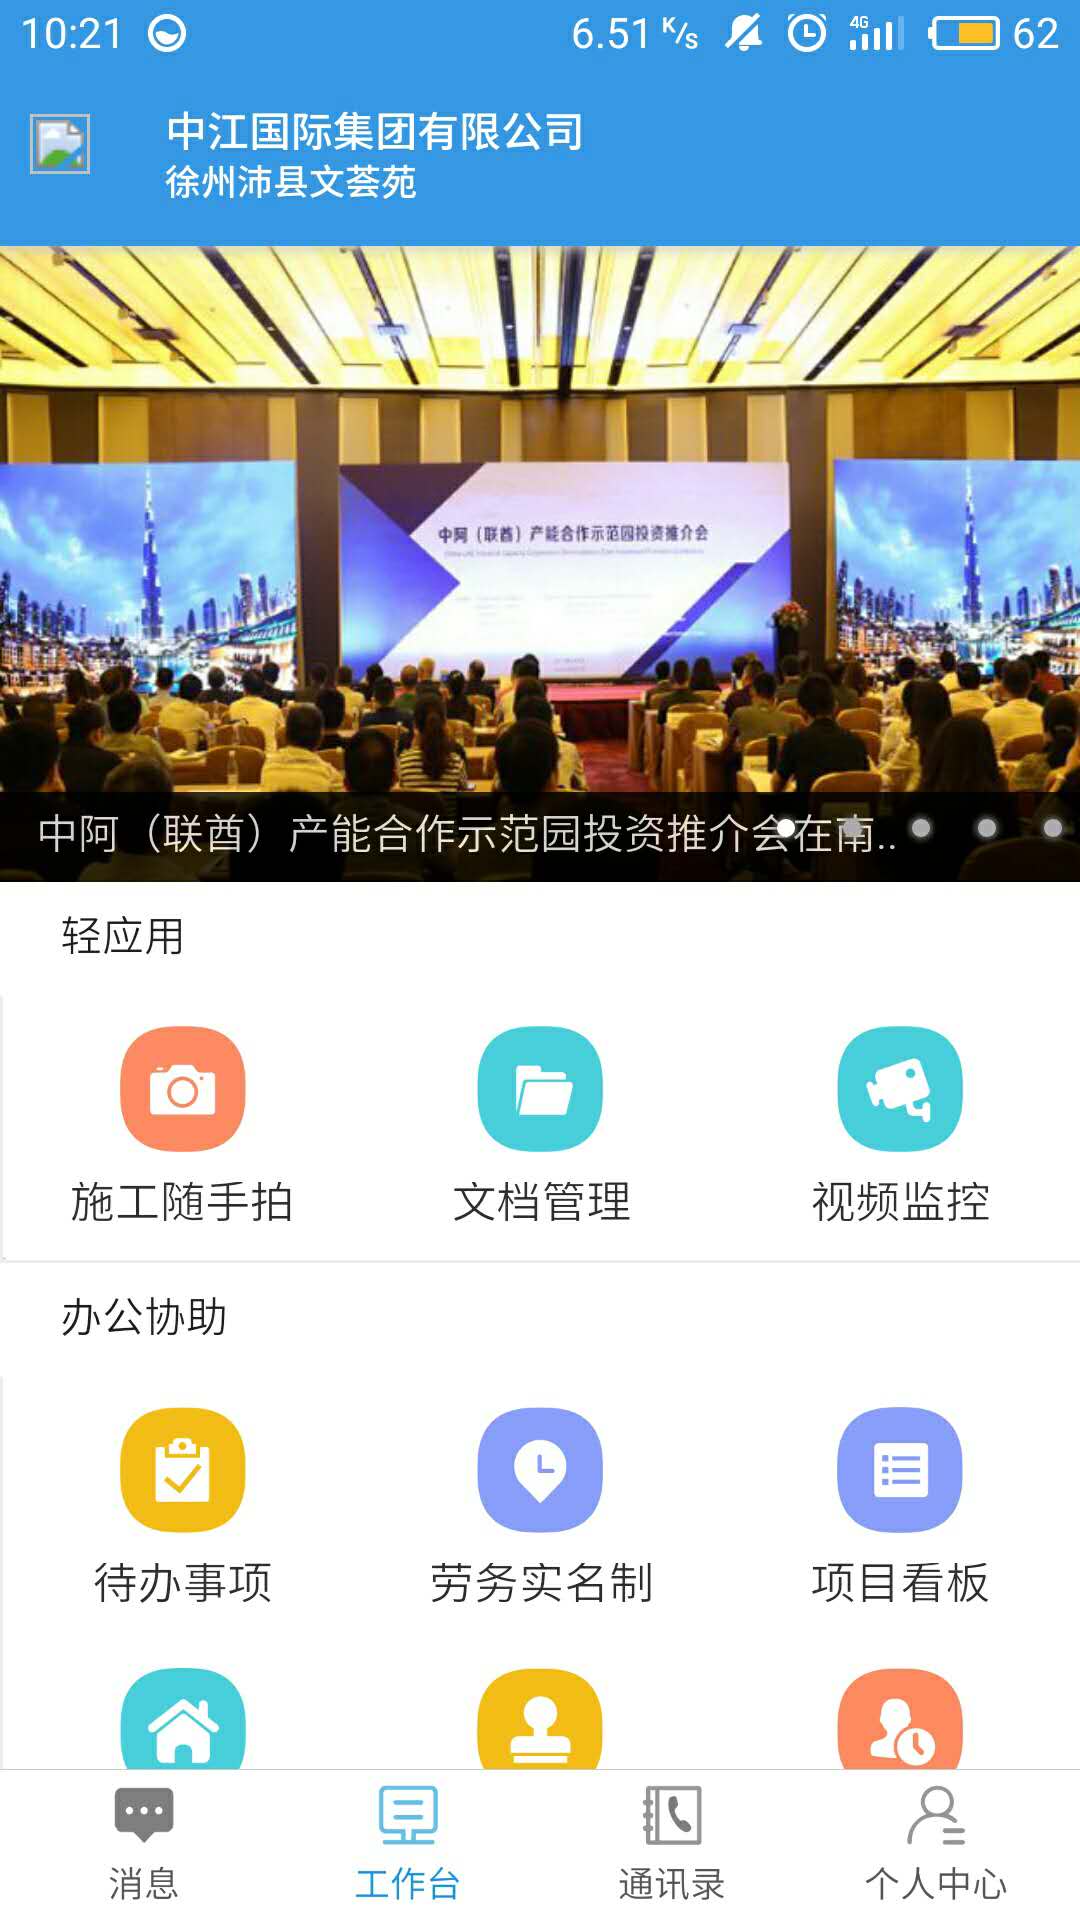 10:21 6.51 K/s 4G 62
中江国际集团有限公司
徐州沛县文荟苑
中阿（联酋）产能合作示范园投资推介会
中阿（联酋）产能合作示范园投资推介会在南..
轻应用
施工随手拍 文档管理 视频监控
办公协助
待办事项 劳务实名制 项目看板
消息 工作台 通讯录 个人中心